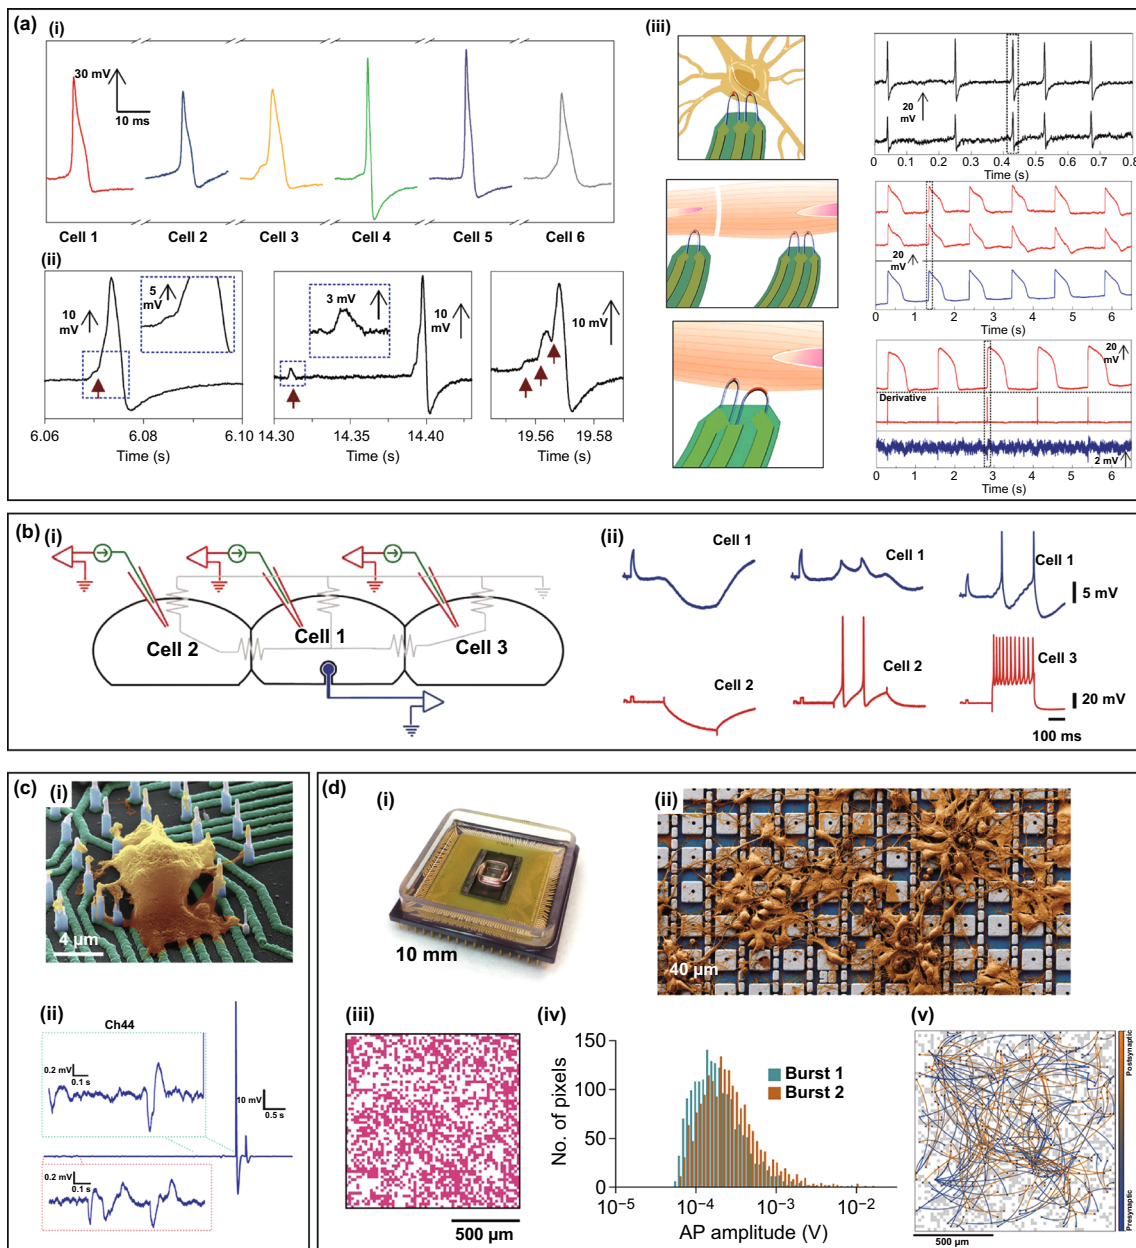 (a)
(i)
30 mV
10 ms
Cell 1
Cell 2
Cell 3
Cell 4
Cell 5
Cell 6
(ii)
10
mV
5
mV
6.06
6.08
6.10
Time (s)
3 mV
10
mV
14.30
14.35
14.40
Time (s)
10 mV
19.56
19.58
Time (s)
(iii)
20
mV
0
0.1
0.2
0.3
0.4
0.5
0.6
0.7
0.8
Time (s)
20
mV
0
1
2
3
4
5
6
Time (s)
20
mV
Derivative
2 mV
0
1
2
3
4
5
6
Time (s)
(b)
(i)
Cell 2
Cell 1
Cell 3
(ii)
Cell 1
Cell 1
Cell 1
5 mV
Cell 2
Cell 2
Cell 3
20 mV
100 ms
(c)
(i)
4 µm
(ii)
Ch44
0.2 mV
0.1 s
10 mV
0.5 s
0.2 mV
0.1 s
(d)
(i)
10 mm
(ii)
40 µm
(iii)
500 µm
(iv)
No. of pixels
150
100
50
0
Burst 1
Burst 2
10⁻⁵
10⁻⁴
10⁻³
10⁻²
AP amplitude (V)
(v)
Postsynaptic
Presynaptic
500 µm